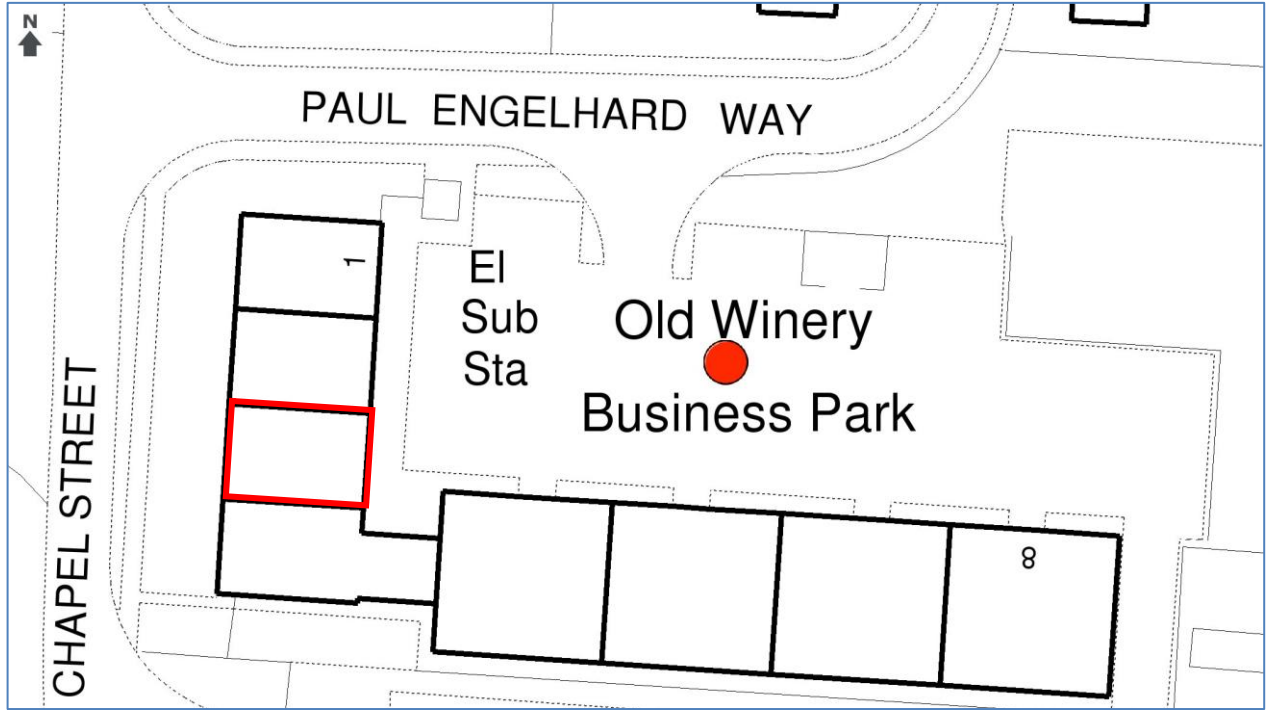 N
PAUL ENGELHARD WAY
1
El
Sub
Sta
Old Winery
Business Park
CHAPEL STREET
8